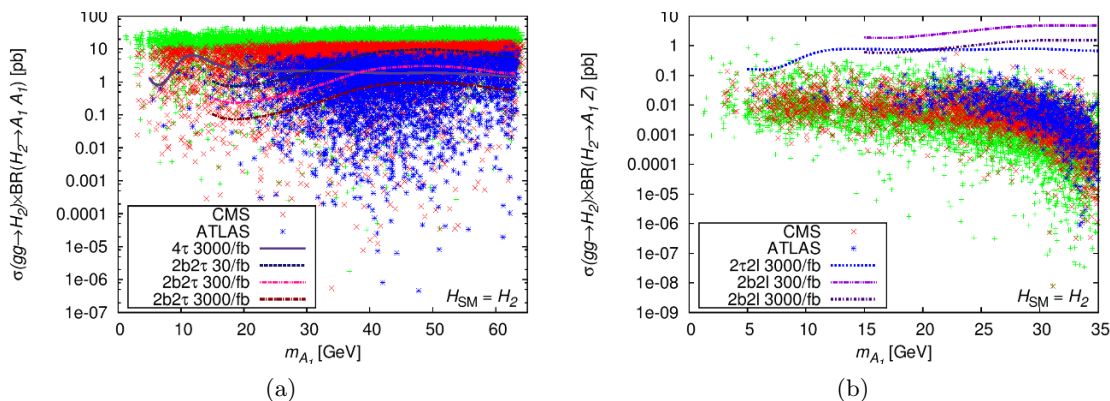 σ(gg→H₂)×BR(H₂→A₁ A₁) [pb]
100
10
1
0.1
0.01
0.001
0.0001
1e-05
1e-06
1e-07
CMS
ATLAS
4τ 3000/fb
2b2τ 30/fb
2b2τ 300/fb
2b2τ 3000/fb
H_SM = H₂
0 10 20 30 40 50 60
m_A₁ [GeV]
(a)
σ(gg→H₂)×BR(H₂→A₁ Z) [pb]
10
1
0.1
0.01
0.001
0.0001
1e-05
1e-06
1e-07
1e-08
1e-09
CMS
ATLAS
2τ2l 3000/fb
2b2l 300/fb
2b2l 3000/fb
H_SM = H₂
0 5 10 15 20 25 30 35
m_A₁ [GeV]
(b)